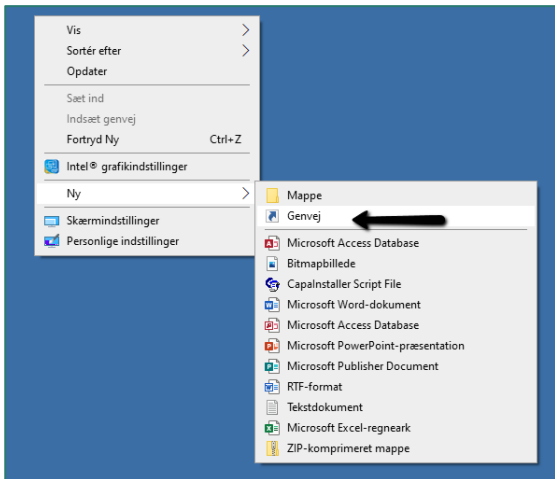 Vis
Sortér efter
Opdater
Sæt ind
Indsæt genvej
Fortryd Ny Ctrl+Z
Intel® grafikindstillinger
Ny
Skærmindstillinger
Personlige indstillinger
Mappe
Genvej
Microsoft Access Database
Bitmapbillede
CapaInstaller Script File
Microsoft Word-dokument
Microsoft Access Database
Microsoft PowerPoint-præsentation
Microsoft Publisher Document
RTF-format
Tekstdokument
Microsoft Excel-regneark
ZIP-komprimeret mappe